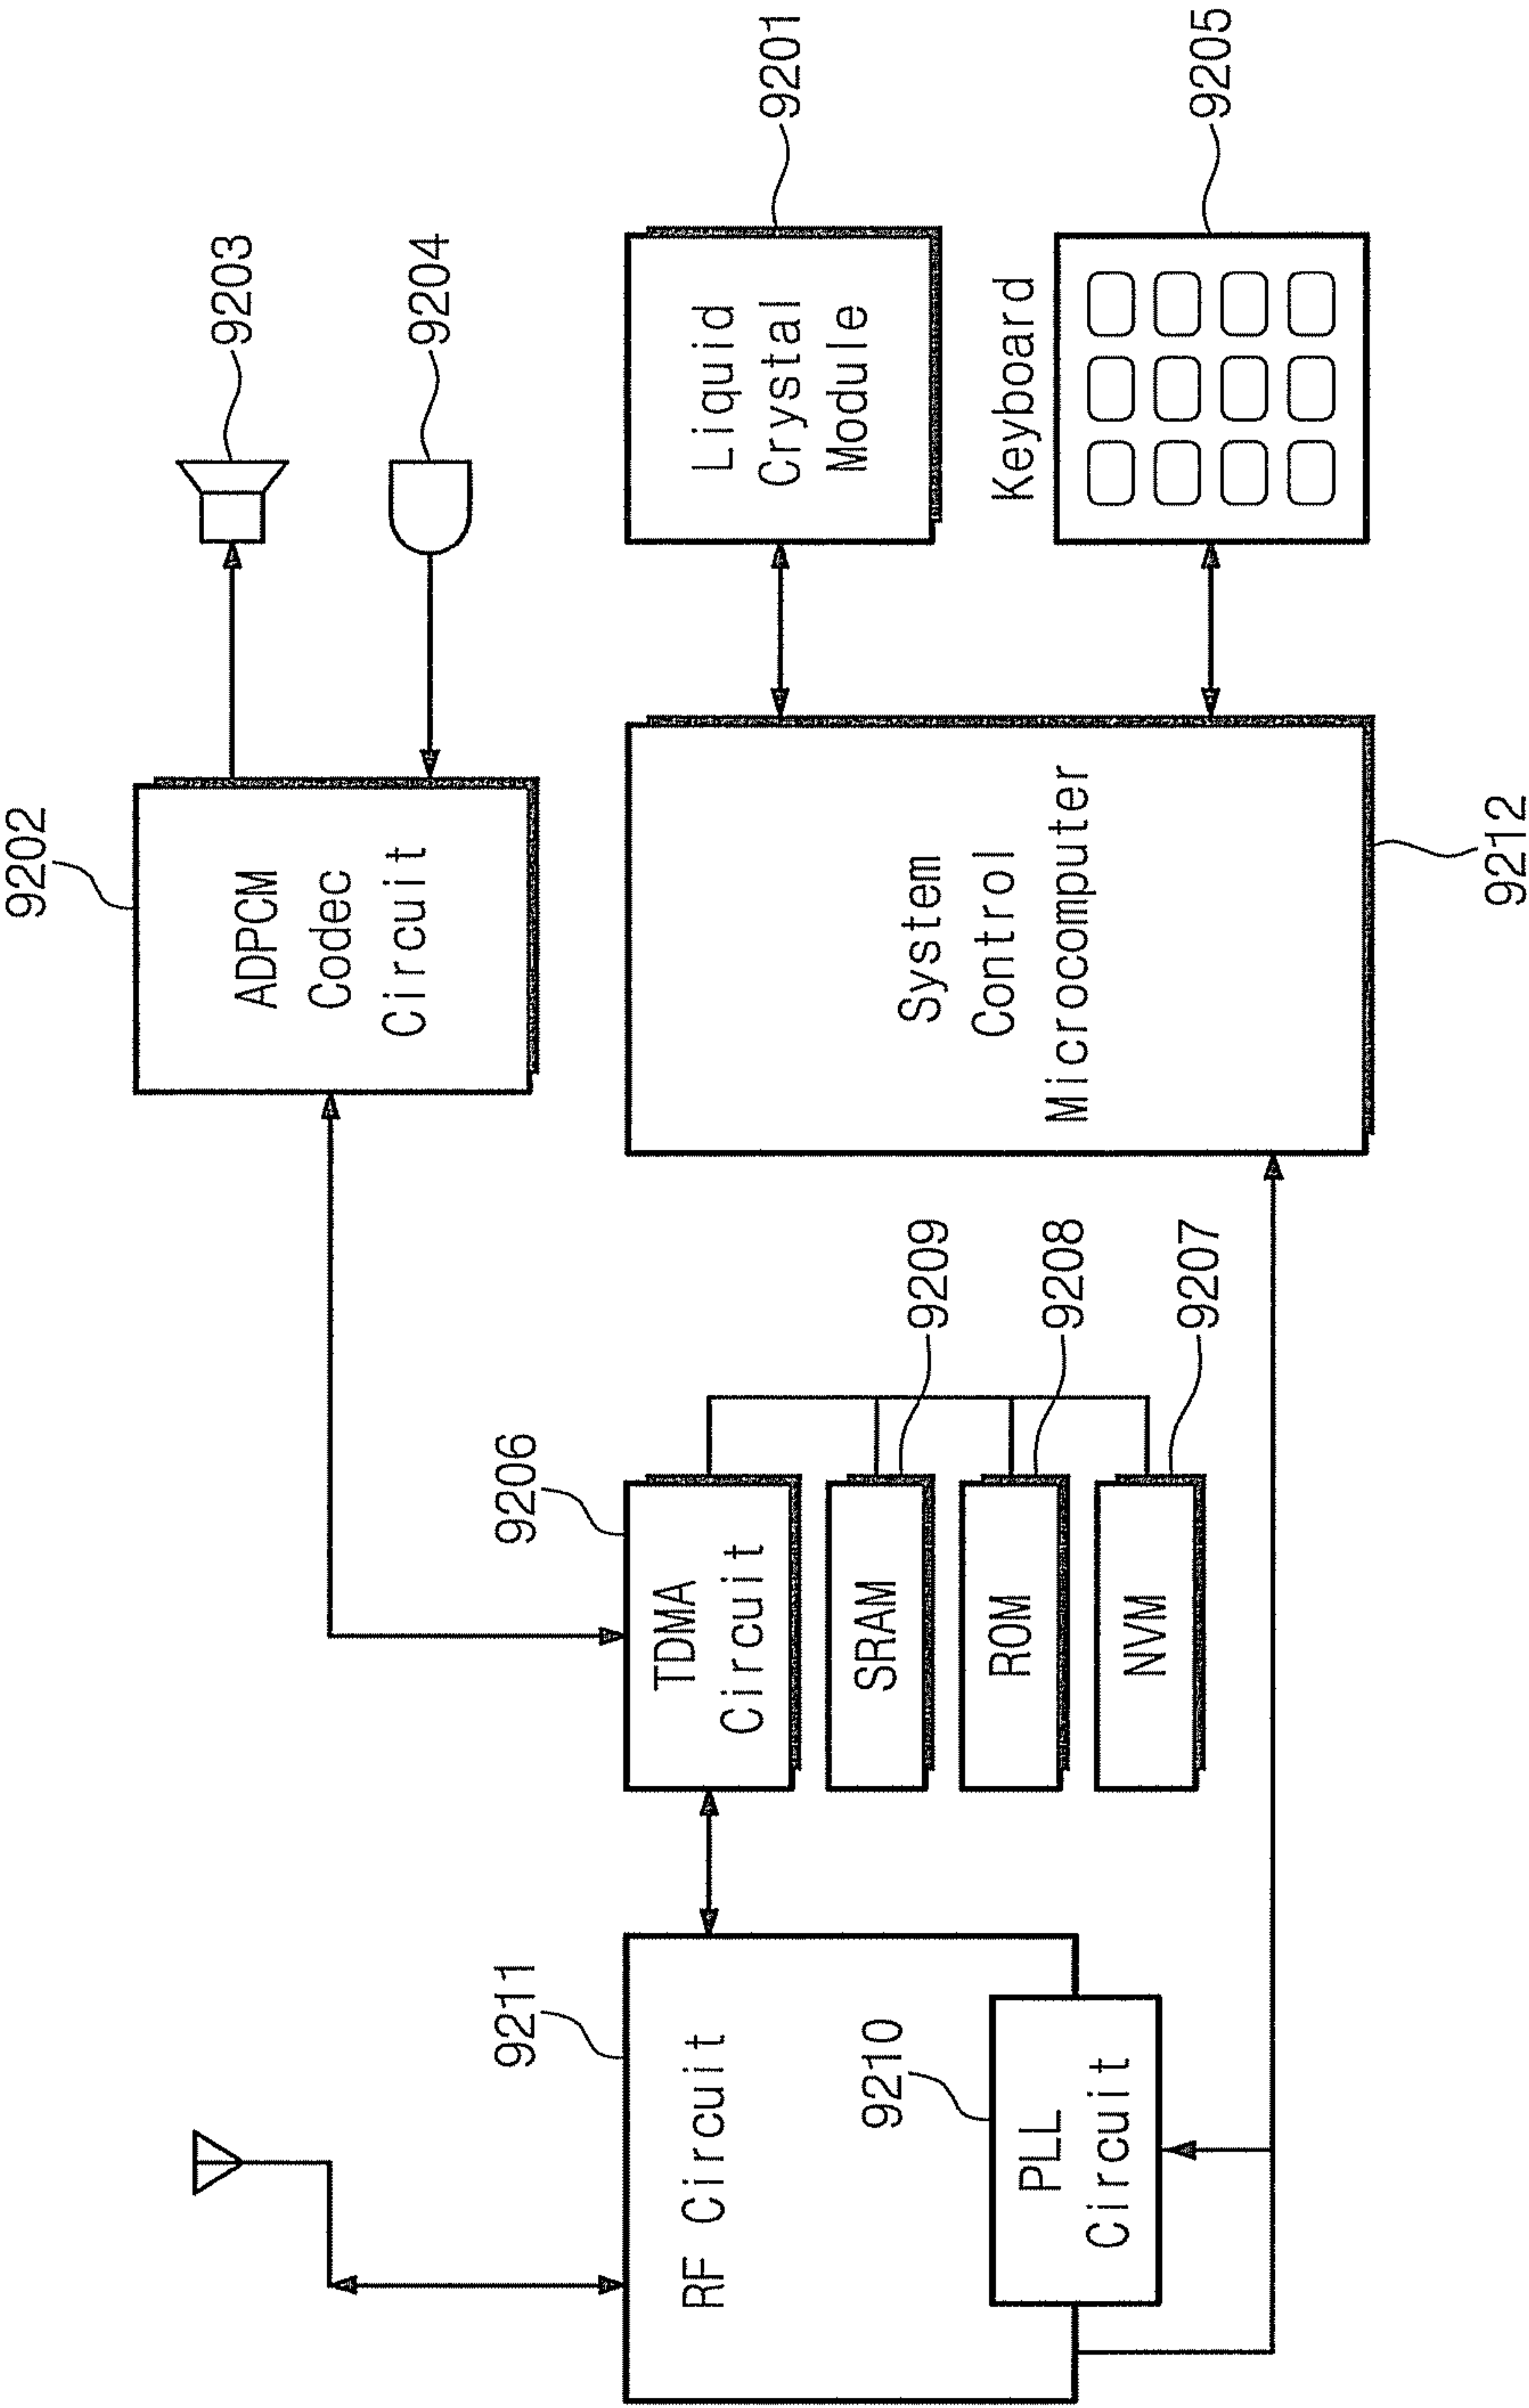 9202
ADPCM
Codec
Circuit
9203
9204
9211
RF Circuit
9210
PLL
Circuit
9206
TDMA
Circuit
SRAM
9209
ROM
9208
NVM
9207
System
Control
Microcomputer
9212
Liquid
Crystal
Module
9201
Keyboard
9205